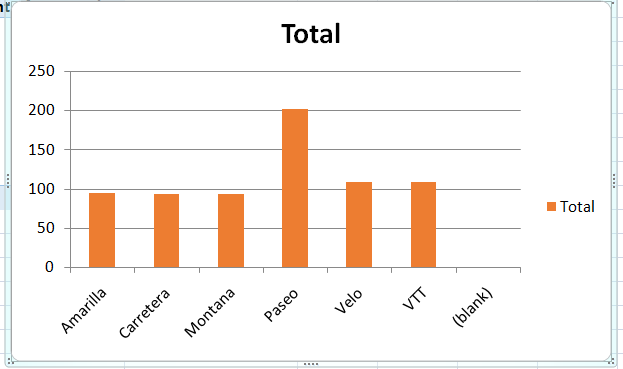 Total
250
200
150
100
50
0
Amarilla
Carretera
Montana
Paseo
Velo
VTT
(blank)
Total